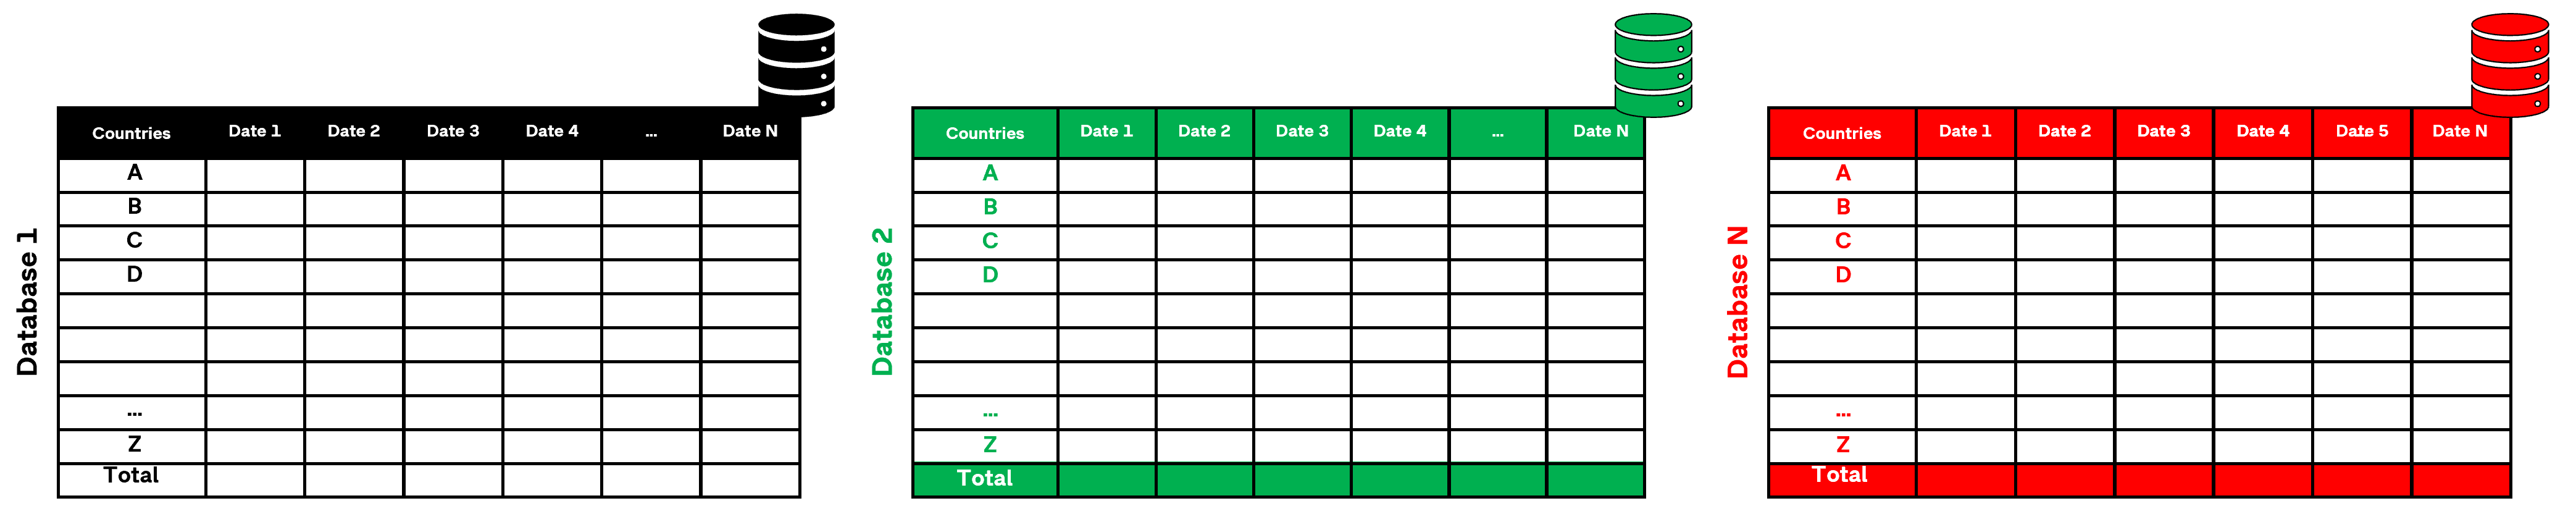 Database 1
Countries Date 1 Date 2 Date 3 Date 4 ... Date N
A
B
C
D
...
Z
Total
Database 2
Countries Date 1 Date 2 Date 3 Date 4 ... Date N
A
B
C
D
...
Z
Total
Database N
Countries Date 1 Date 2 Date 3 Date 4 Date 5 Date N
A
B
C
D
...
Z
Total